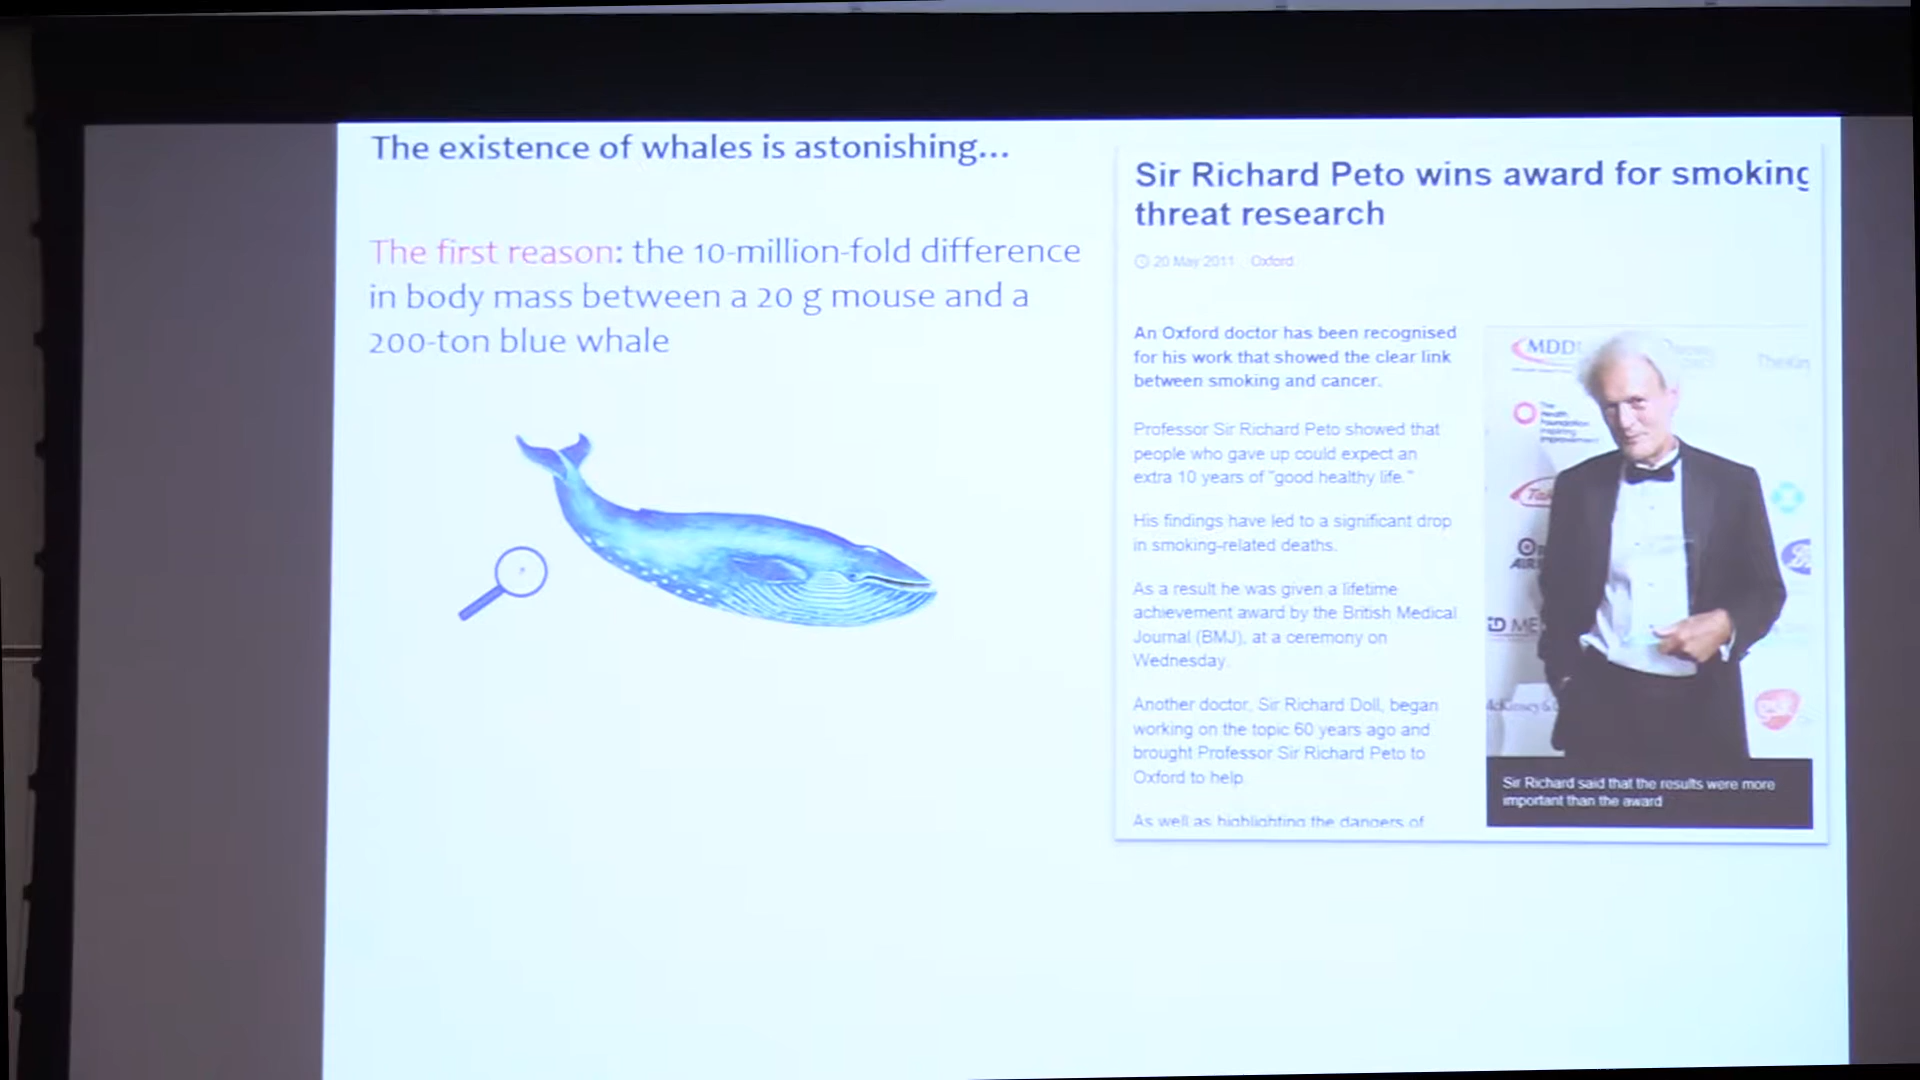 The existence of whales is astonishing...
The first reason: the 10-million-fold difference
in body mass between a 20 g mouse and a
200-ton blue whale
Sir Richard Peto wins award for smoking
threat research
20 May 2011 Oxford
An Oxford doctor has been recognised
for his work that showed the clear link
between smoking and cancer.
Professor Sir Richard Peto showed that
people who gave up could expect an
extra 10 years of "good healthy life."
His findings have led to a significant drop
in smoking-related deaths.
As a result he was given a lifetime
achievement award by the British Medical
Journal (BMJ), at a ceremony on
Wednesday.
Another doctor, Sir Richard Doll, began
working on the topic 60 years ago and
brought Professor Sir Richard Peto to
Oxford to help
As well as highlighting the dangers of
MDDU
The
Health
Foundation
Inspiring
Improvement
McKinsey & C
Sir Richard said that the results were more
important than the award